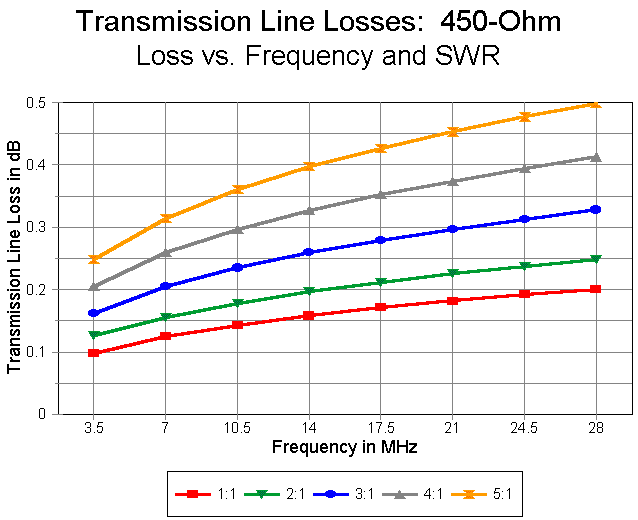 Transmission Line Losses:  450-Ohm
Loss vs. Frequency and SWR
Transmission Line Loss in dB
0.5
0.4
0.3
0.2
0.1
0
3.5 7 10.5 14 17.5 21 24.5 28
Frequency in MHz
1:1 2:1 3:1 4:1 5:1